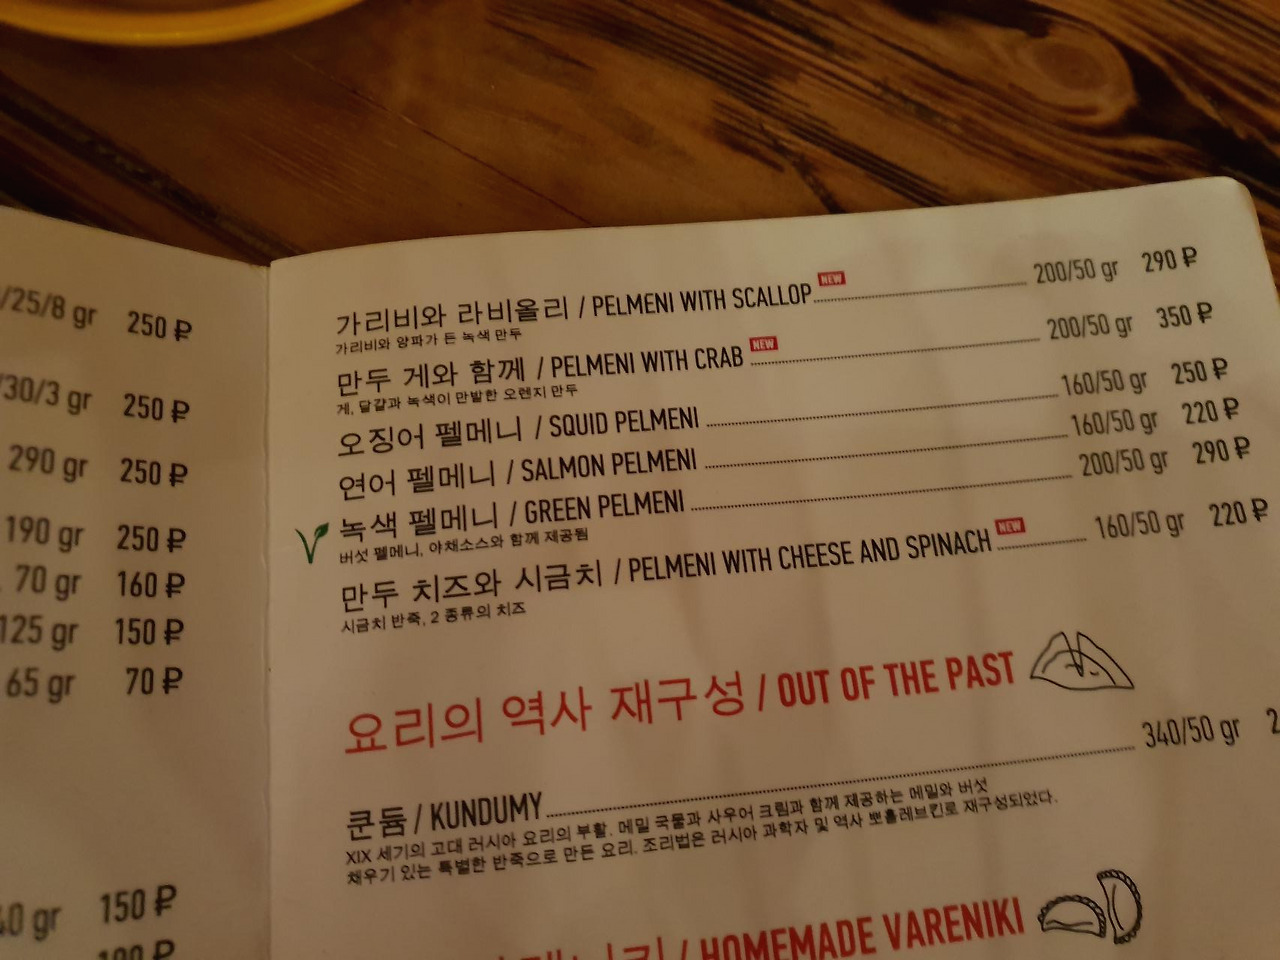 /25/8 gr 250 ₽
/30/3 gr 250 ₽
290 gr 250 ₽
190 gr 250 ₽
70 gr 160 ₽
125 gr 150 ₽
65 gr 70 ₽
150 ₽
가리비와 라비올리 / PELMENI WITH SCALLOP NEW 200/50 gr 290 ₽
가리비와 양파가 든 녹색 만두
만두 게와 함께 / PELMENI WITH CRAB NEW 200/50 gr 350 ₽
게, 달걀과 녹색이 만발한 오렌지 만두
오징어 펠메니 / SQUID PELMENI 160/50 gr 250 ₽
연어 펠메니 / SALMON PELMENI 160/50 gr 220 ₽
녹색 펠메니 / GREEN PELMENI 200/50 gr 290 ₽
버섯 펠메니, 야채소스와 함께 제공됨
만두 치즈와 시금치 / PELMENI WITH CHEESE AND SPINACH NEW 160/50 gr 220 ₽
시금치 반죽, 2 종류의 치즈
요리의 역사 재구성 / OUT OF THE PAST
쿤둠 / KUNDUMY 340/50 gr
XIX 세기의 고대 러시아 요리의 부활. 메밀 국물과 사우어 크림과 함께 제공하는 메밀와 버섯
채우기 있는 특별한 반죽으로 만든 요리. 조리법은 러시아 과학자 및 역사 뽀흘레브킨로 재구성되었다.
/ HOMEMADE VARENIKI